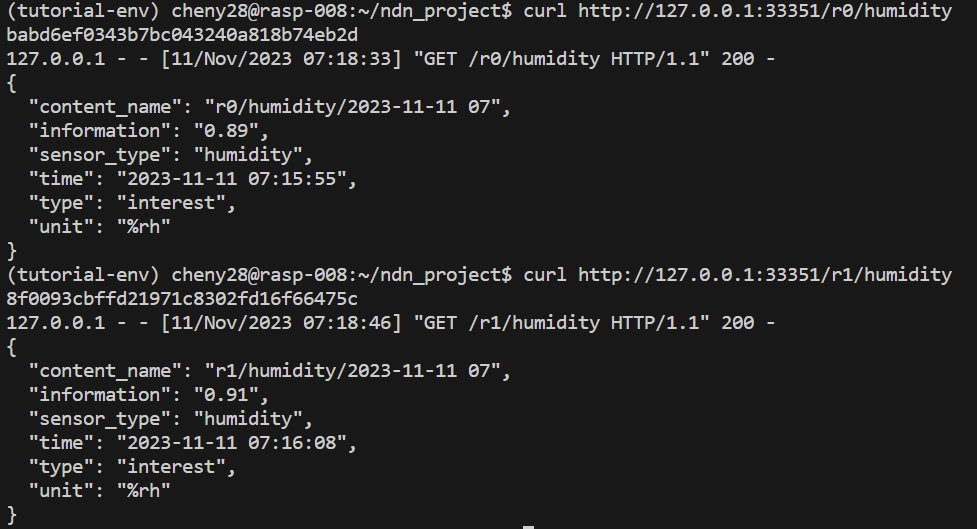 (tutorial-env) cheny28@rasp-008:~/ndn_project$ curl http://127.0.0.1:33351/r0/humidity
babd6ef0343b7bc043240a818b74eb2d
127.0.0.1 - - [11/Nov/2023 07:18:33] "GET /r0/humidity HTTP/1.1" 200 -
{
  "content_name": "r0/humidity/2023-11-11 07",
  "information": "0.89",
  "sensor_type": "humidity",
  "time": "2023-11-11 07:15:55",
  "type": "interest",
  "unit": "%rh"
}
(tutorial-env) cheny28@rasp-008:~/ndn_project$ curl http://127.0.0.1:33351/r1/humidity
8f0093cbffd21971c8302fd16f66475c
127.0.0.1 - - [11/Nov/2023 07:18:46] "GET /r1/humidity HTTP/1.1" 200 -
{
  "content_name": "r1/humidity/2023-11-11 07",
  "information": "0.91",
  "sensor_type": "humidity",
  "time": "2023-11-11 07:16:08",
  "type": "interest",
  "unit": "%rh"
}